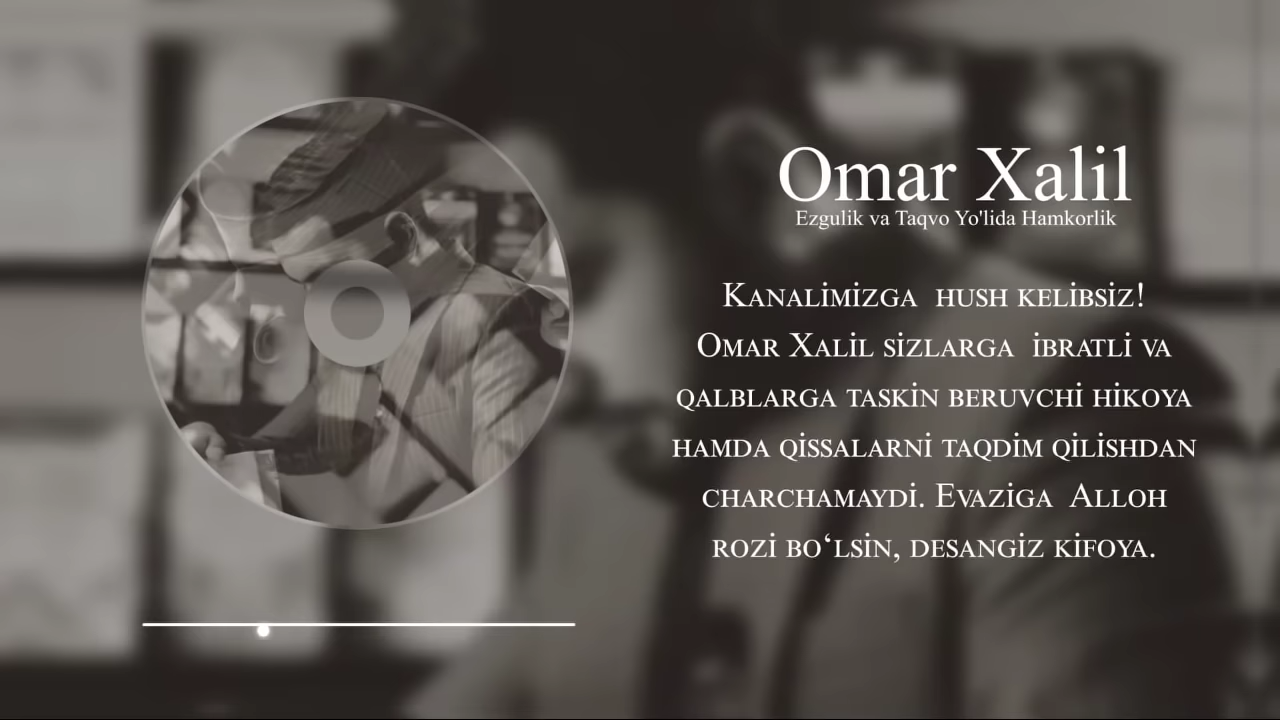 Omar Xalil
Ezgulik va Taqvo Yo'lida Hamkorlik
Kanalimizga hush kelibsiz!
Omar Xalil sizlarga ibratli va
qalblarga taskin beruvchi hikoya
hamda qissalarni taqdim qilishdan
charchamaydi. Evaziga Alloh
rozi bo‘lsin, desangiz kifoya.